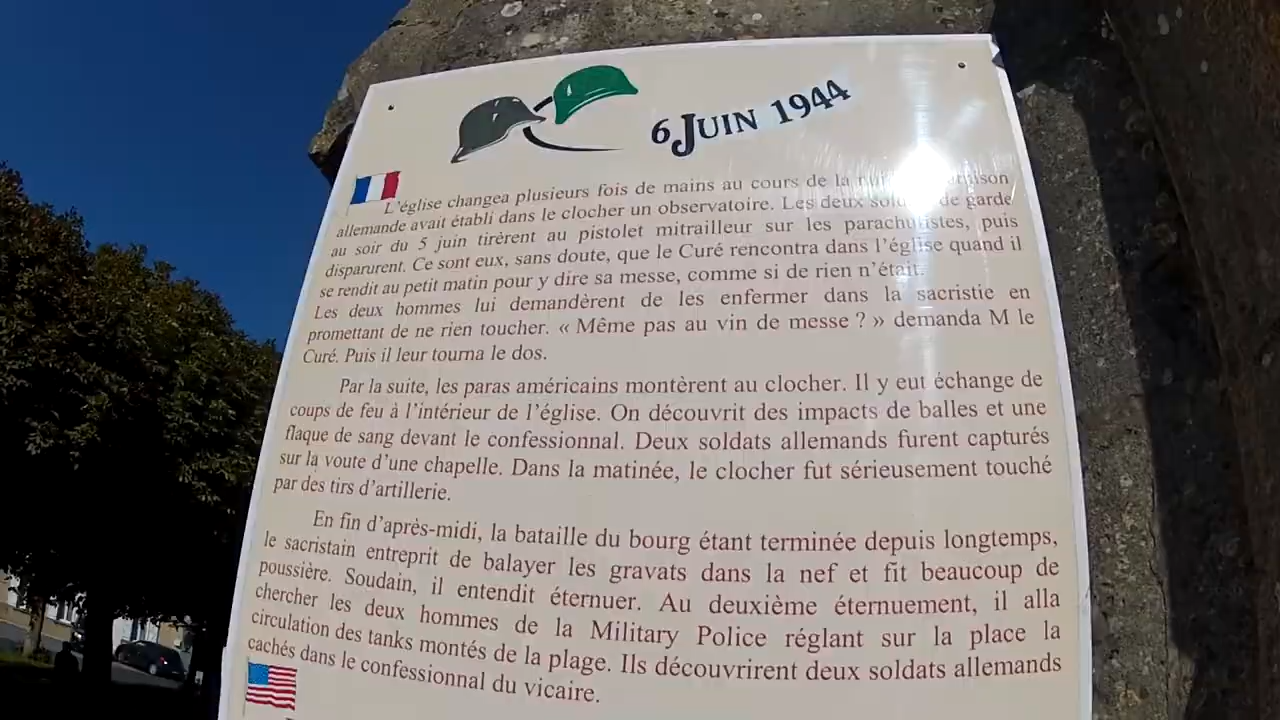 6 JUIN 1944
L'église changea plusieurs fois de mains au cours de la
allemande avait établi dans le clocher un observatoire. Les deux de garde
au soir du 5 juin tirèrent au pistolet mitrailleur sur les parachutistes, puis
disparurent. Ce sont eux, sans doute, que le Curé rencontra dans l'église quand il
se rendit au petit matin pour y dire sa messe, comme si de rien n'était.
Les deux hommes lui demandèrent de les enfermer dans la sacristie en
promettant de ne rien toucher. « Même pas au vin de messe ? » demanda M le
Curé. Puis il leur tourna le dos.
Par la suite, les paras américains montèrent au clocher. Il y eut échange de
coups de feu à l'intérieur de l'église. On découvrit des impacts de balles et une
flaque de sang devant le confessionnal. Deux soldats allemands furent capturés
sur la voute d'une chapelle. Dans la matinée, le clocher fut sérieusement touché
par des tirs d'artillerie.
En fin d'après-midi, la bataille du bourg étant terminée depuis longtemps,
le sacristain entreprit de balayer les gravats dans la nef et fit beaucoup de
poussière. Soudain, il entendit éternuer. Au deuxième éternuement, il alla
chercher les deux hommes de la Military Police réglant sur la place la
circulation des tanks montés de la plage. Ils découvrirent deux soldats allemands
cachés dans le confessionnal du vicaire.